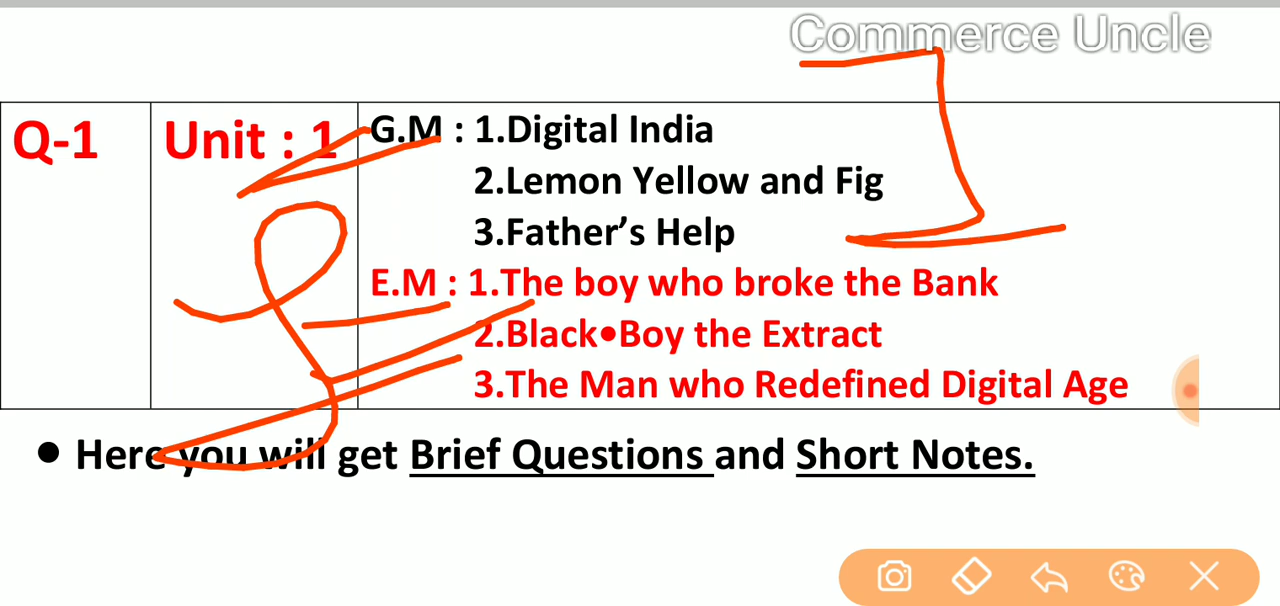 Commerce Uncle
Q-1 Unit : 1 G.M : 1.Digital India
2.Lemon Yellow and Fig
3.Father’s Help
E.M : 1.The boy who broke the Bank
2.Black•Boy the Extract
3.The Man who Redefined Digital Age
● Here you will get Brief Questions and Short Notes.